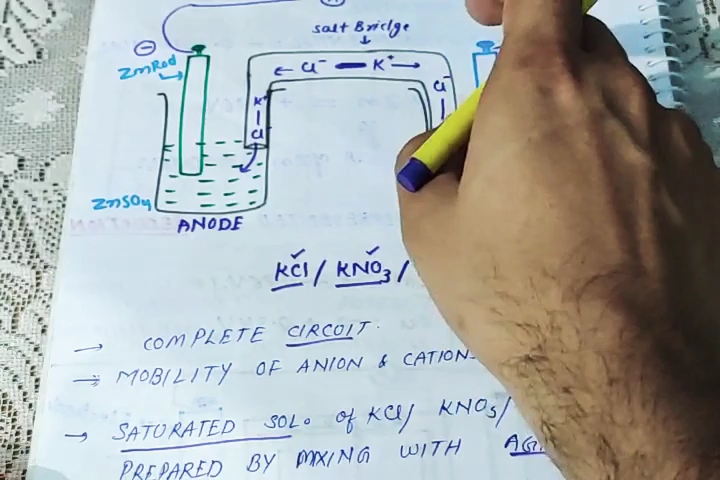 salt Bridge
Zn Rod
← Cl⁻ — K⁺ →
Cl⁻
K⁺
Cl
ZnSO4
ANODE
KCl / KNO3 /
→ COMPLETE CIRCUIT.
→ MOBILITY OF ANION & CATION
→ SATURATED SOL. of KCl/ KNO3/
PREPARED BY MIXING WITH